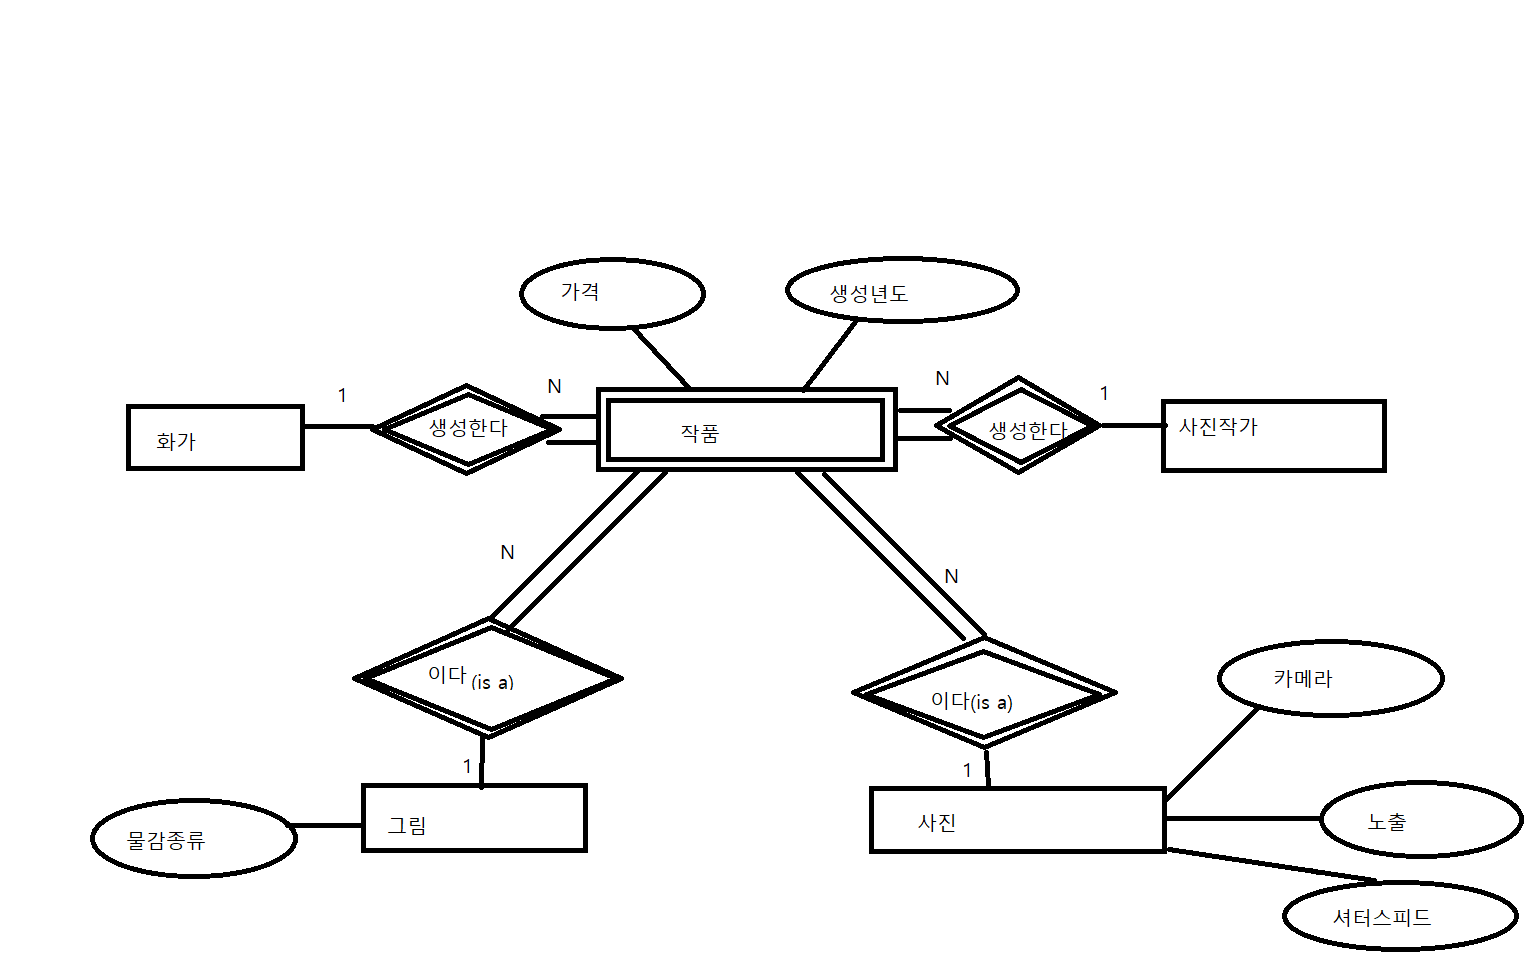 가격
생성년도
1
N
N
1
화가
생성한다
작품
생성한다
사진작가
N
N
이다 (is a)
이다(is a)
카메라
1
1
물감종류
그림
사진
노출
셔터스피드